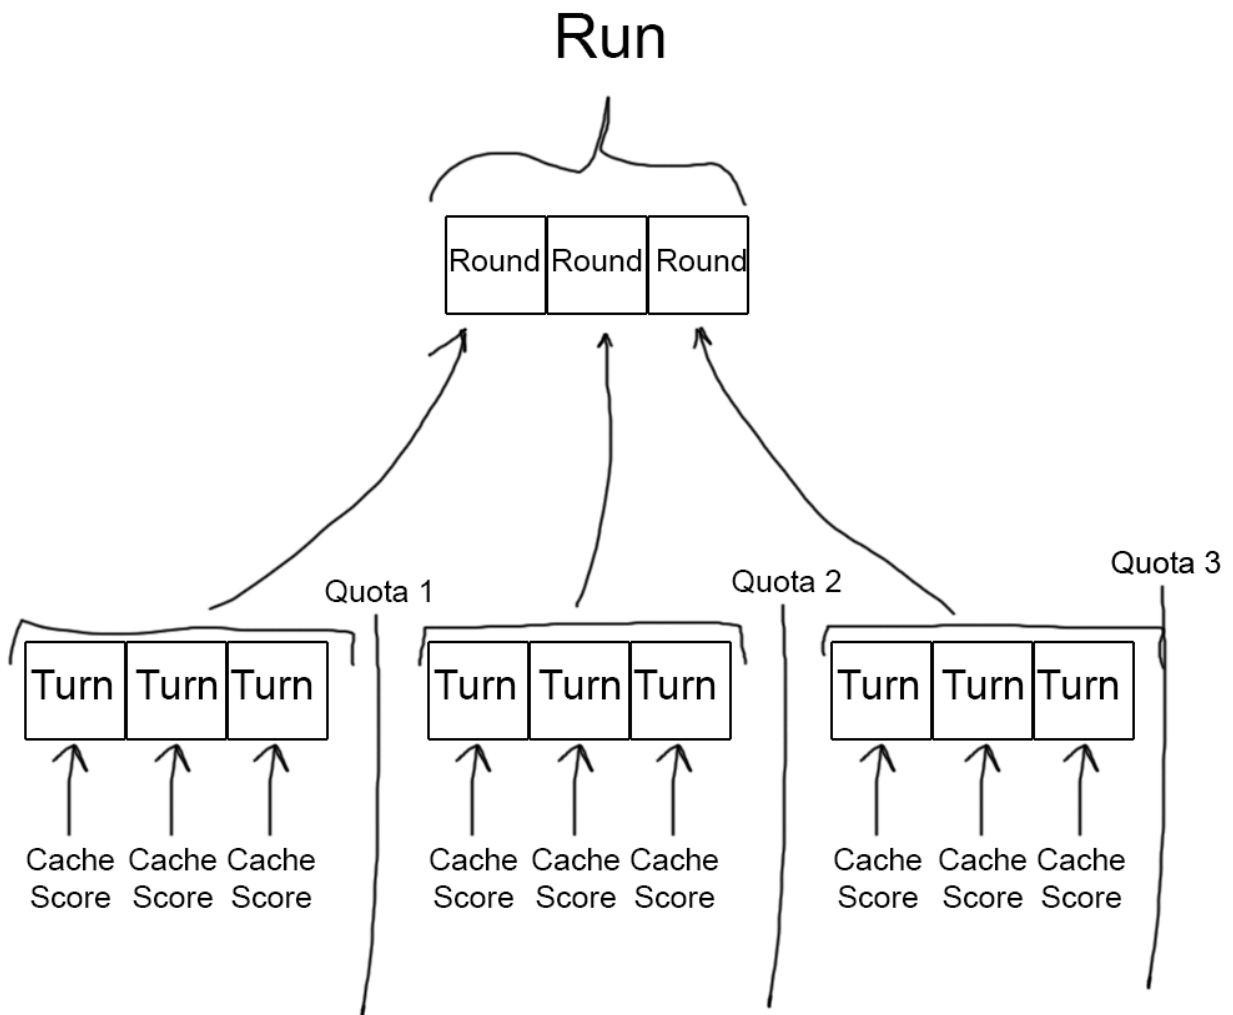 Run
Round Round Round
Quota 1 Quota 2 Quota 3
Turn Turn Turn Turn Turn Turn Turn Turn Turn
Cache Cache Cache Cache Cache Cache Cache Cache Cache
Score Score Score Score Score Score Score Score Score